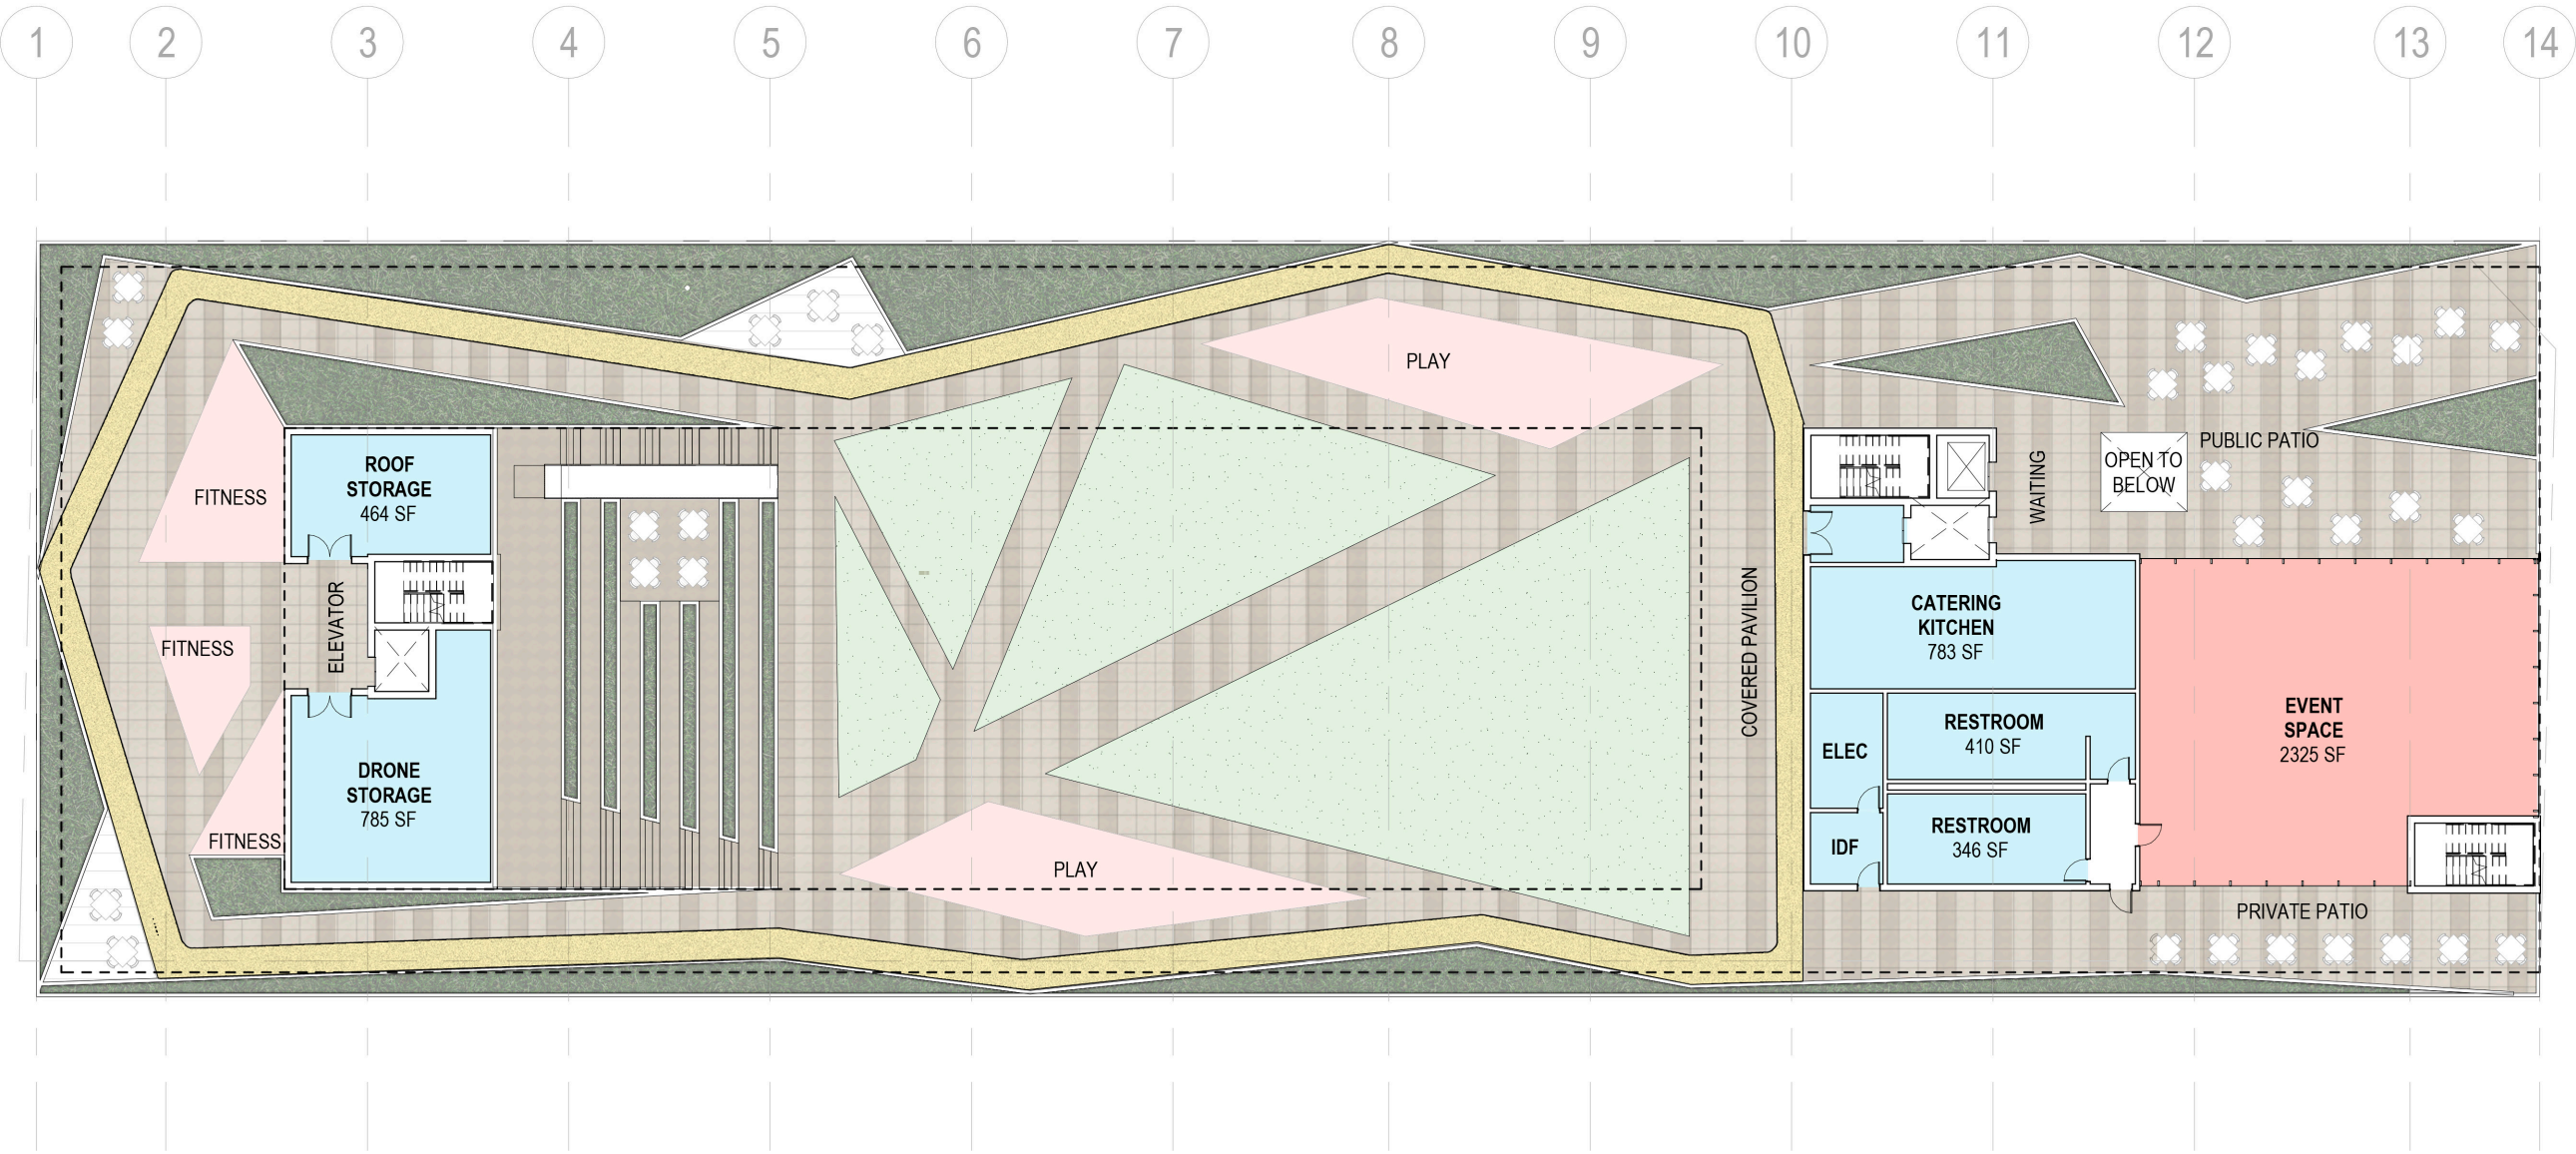 1 2 3 4 5 6 7 8 9 10 11 12 13 14
PLAY
PUBLIC PATIO
OPEN TO
BELOW
WAITING
ROOF
STORAGE
464 SF
FITNESS
ELEVATOR
FITNESS
DRONE
STORAGE
785 SF
FITNESS
PLAY
COVERED PAVILION
CATERING
KITCHEN
783 SF
ELEC
RESTROOM
410 SF
IDF
RESTROOM
346 SF
EVENT
SPACE
2325 SF
PRIVATE PATIO